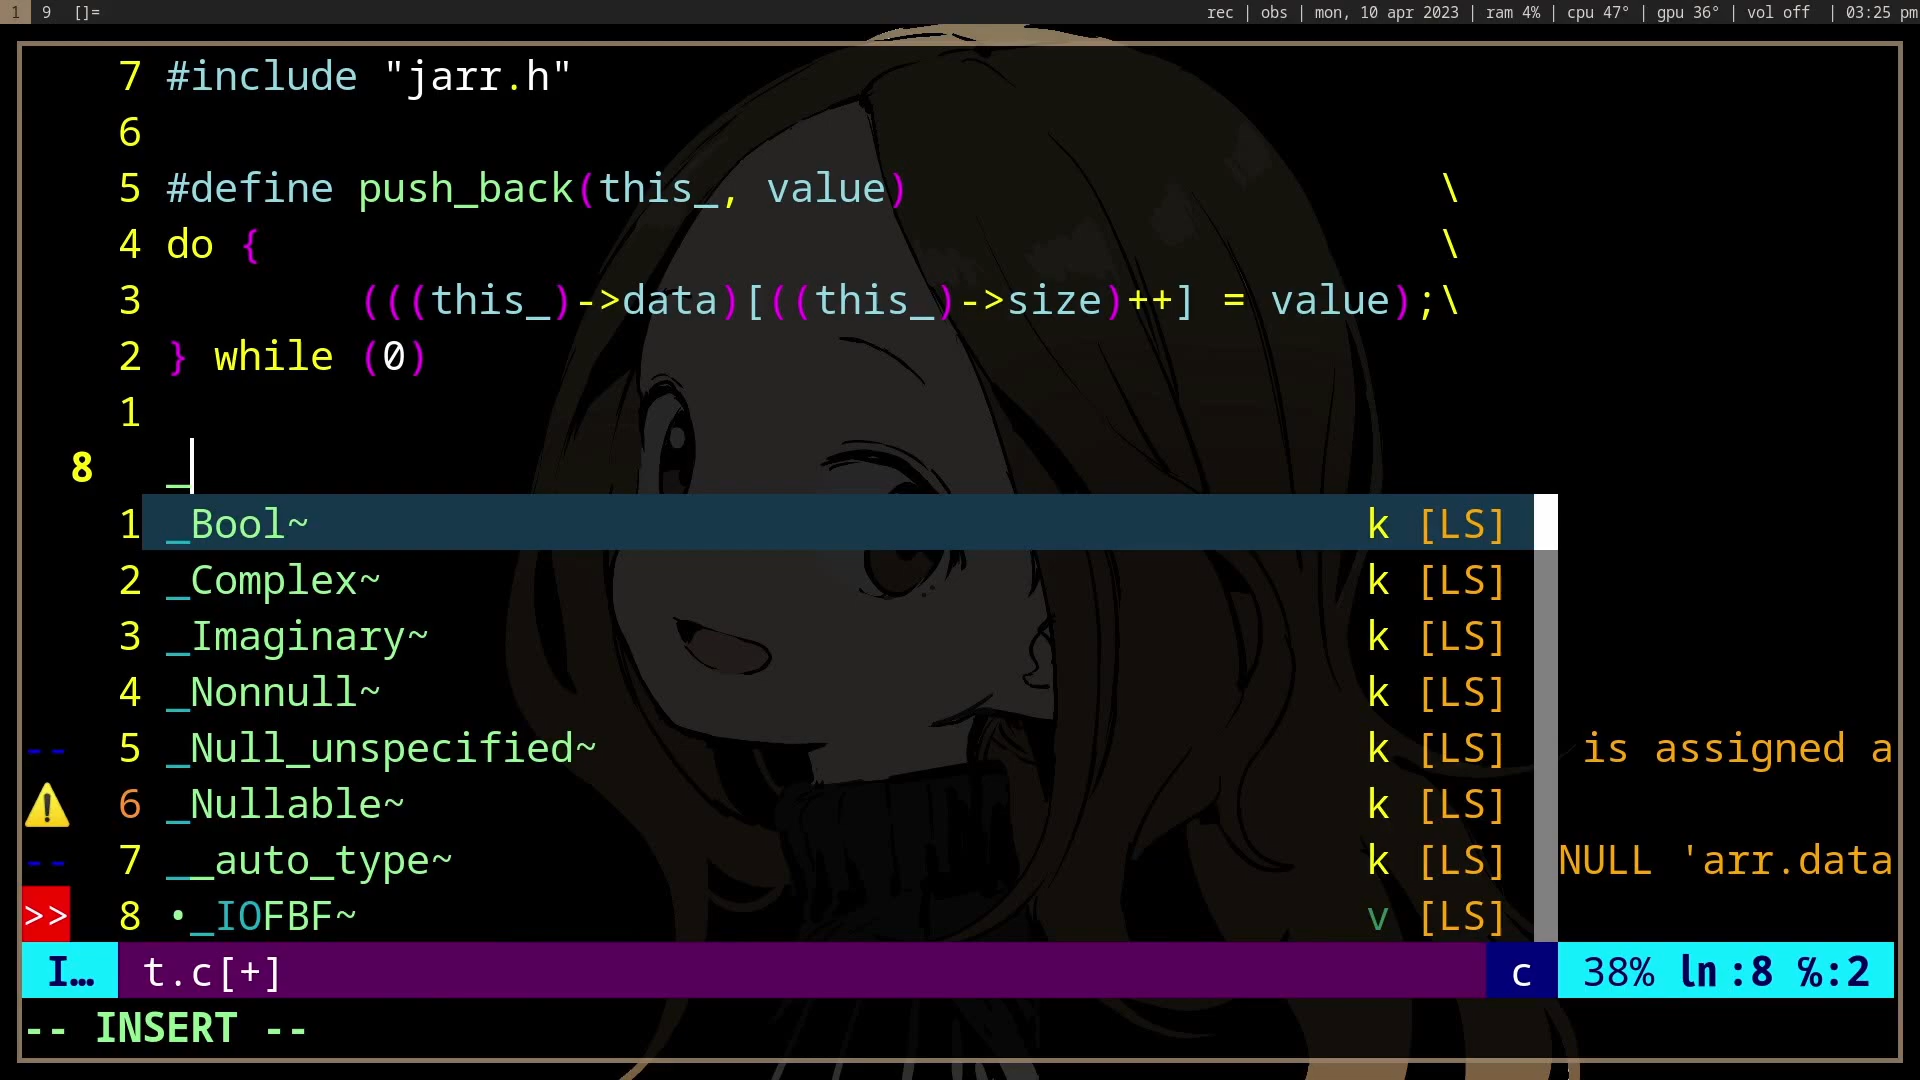 1 9 []= rec | obs | mon, 10 apr 2023 | ram 4% | cpu 47° | gpu 36° | vol off | 03:25 pm
7 #include "jarr.h"
6
5 #define push_back(this_, value) \
4 do { \
3 (((this_)->data)[((this_)->size)++] = value);\
2 } while (0)
1
8 _
1 _Bool~ k [LS]
2 _Complex~ k [LS]
3 _Imaginary~ k [LS]
4 _Nonnull~ k [LS]
-- 5 _Null_unspecified~ k [LS] is assigned a
6 _Nullable~ k [LS]
-- 7 __auto_type~ k [LS] NULL 'arr.data
>> 8 •_IOFBF~ v [LS]
I… t.c[+] c 38% ln :8 ℅:2
-- INSERT --